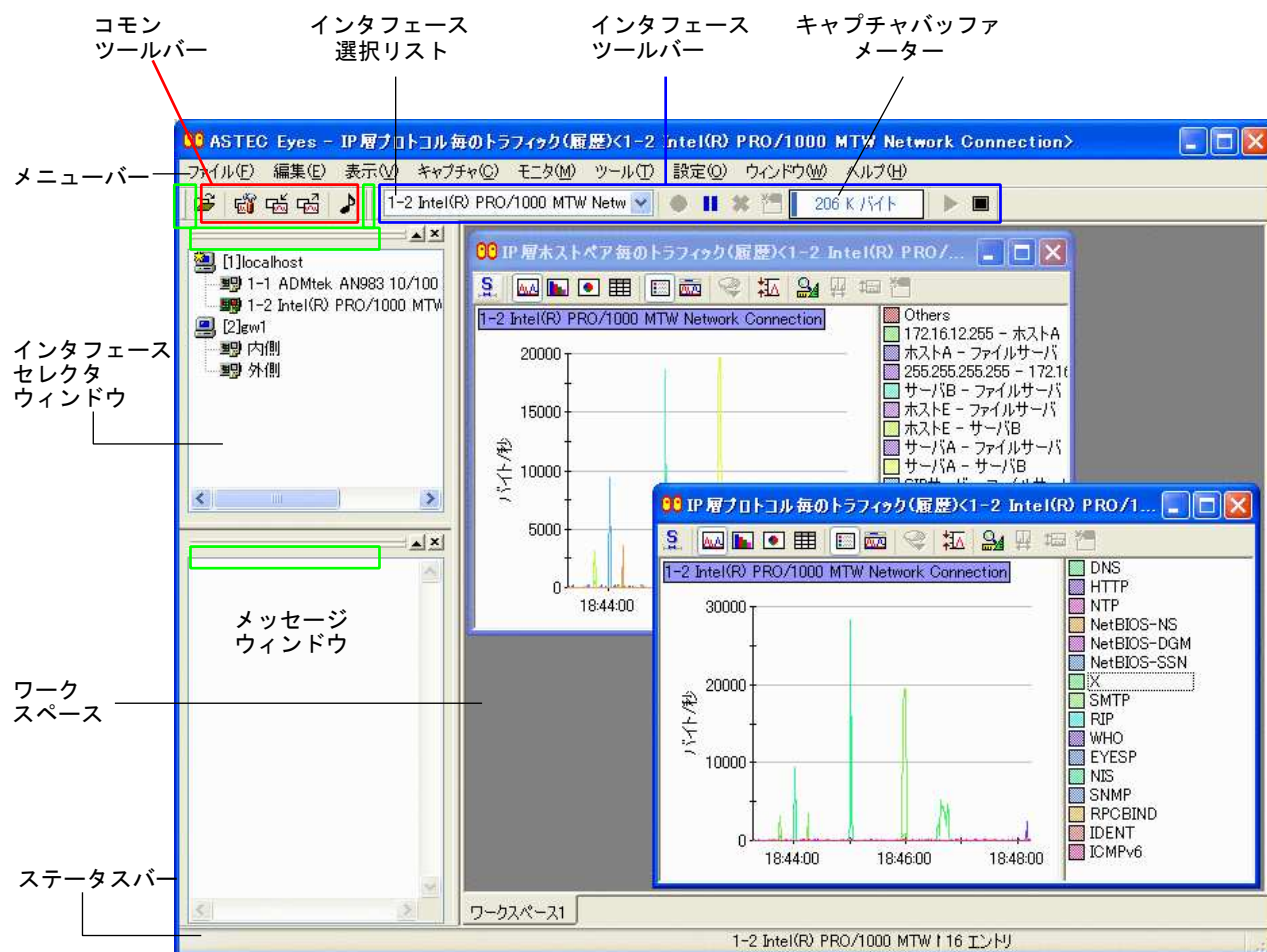 コモン
ツールバー
インタフェース
選択リスト
インタフェース
ツールバー
キャプチャバッファ
メーター
ASTEC Eyes - IP層プロトコル毎のトラフィック(履歴)<1-2 Intel(R) PRO/1000 MTW Network Connection>
メニューバー
ファイル(F) 編集(E) 表示(V) キャプチャ(C) モニタ(M) ツール(T) 設定(O) ウィンドウ(W) ヘルプ(H)
1-2 Intel(R) PRO/1000 MTW Netw
206 K バイト
[1]localhost
1-1 ADMtek AN983 10/100
1-2 Intel(R) PRO/1000 MTW
[2]gw1
内側
外側
インタフェース
セレクタ
ウィンドウ
IP層ホストペア毎のトラフィック(履歴)<1-2 Intel(R) PRO/...
1-2 Intel(R) PRO/1000 MTW Network Connection
20000
15000
10000
5000
0
バイト/秒
18:44:00
Others
172.16.12.255 - ホストA
ホストA - ファイルサーバ
255.255.255.255 - 172.16
サーバB - ファイルサーバ
ホストE - ファイルサーバ
ホストE - サーバB
サーバA - ファイルサーバ
サーバA - サーバB
IP層プロトコル毎のトラフィック(履歴)<1-2 Intel(R) PRO/1...
1-2 Intel(R) PRO/1000 MTW Network Connection
30000
20000
10000
0
バイト/秒
18:44:00
18:46:00
18:48:00
DNS
HTTP
NTP
NetBIOS-NS
NetBIOS-DGM
NetBIOS-SSN
X
SMTP
RIP
WHO
EYESP
NIS
SNMP
RPCBIND
IDENT
ICMPv6
メッセージ
ウィンドウ
ワーク
スペース
ステータスバー
ワークスペース1
1-2 Intel(R) PRO/1000 MTW
16 エントリ